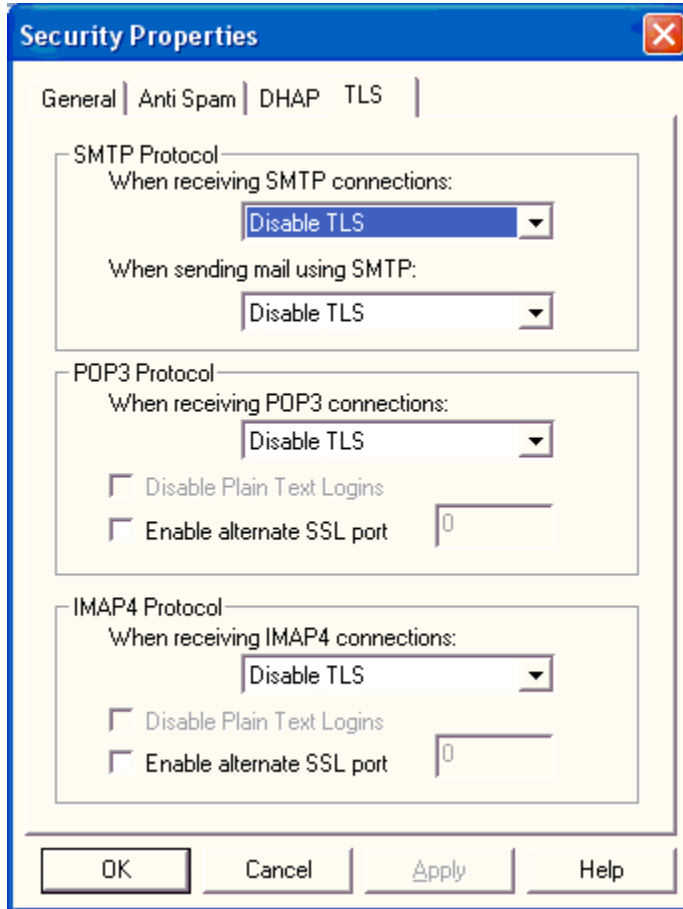 Security Properties
General Anti Spam DHAP TLS
SMTP Protocol
When receiving SMTP connections:
Disable TLS
When sending mail using SMTP:
Disable TLS
POP3 Protocol
When receiving POP3 connections:
Disable TLS
Disable Plain Text Logins
Enable alternate SSL port 0
IMAP4 Protocol
When receiving IMAP4 connections:
Disable TLS
Disable Plain Text Logins
Enable alternate SSL port 0
OK Cancel Apply Help